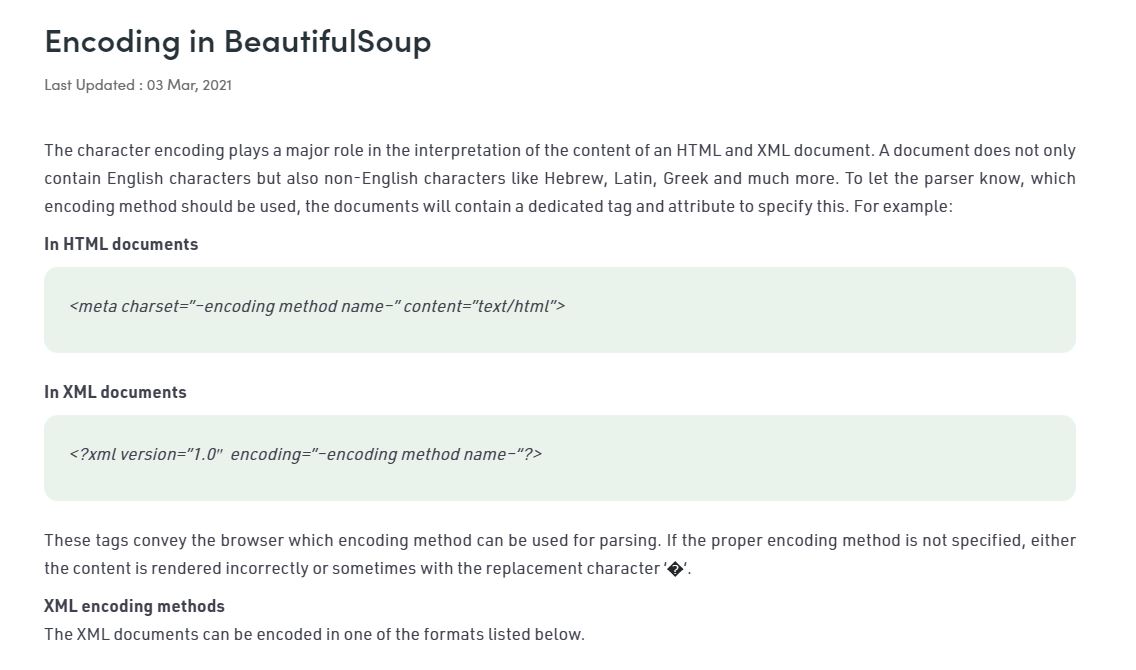 Encoding in BeautifulSoup
Last Updated : 03 Mar, 2021
The character encoding plays a major role in the interpretation of the content of an HTML and XML document. A document does not only
contain English characters but also non-English characters like Hebrew, Latin, Greek and much more. To let the parser know, which
encoding method should be used, the documents will contain a dedicated tag and attribute to specify this. For example:
In HTML documents
<meta charset=”–encoding method name–” content=”text/html”>
In XML documents
<?xml version=”1.0″ encoding=”–encoding method name–“?>
These tags convey the browser which encoding method can be used for parsing. If the proper encoding method is not specified, either
the content is rendered incorrectly or sometimes with the replacement character ‘�‘.
XML encoding methods
The XML documents can be encoded in one of the formats listed below.